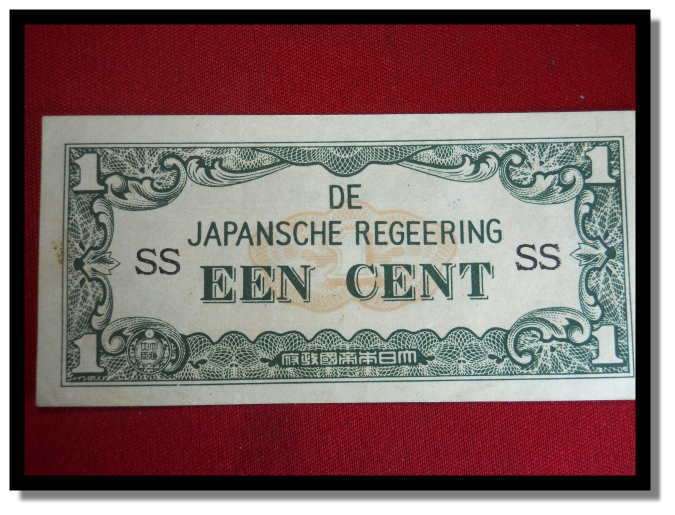 1 1
DE
JAPANSCHE REGEERING
SS EEN CENT SS
1 1
府政國帝本日大